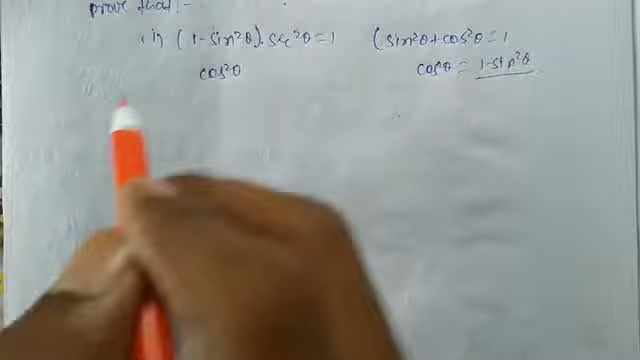 prove that :-
(i) (1-sin²θ).sec²θ=1 (sin²θ+cos²θ=1
cos²θ cos²θ = 1-sin²θ